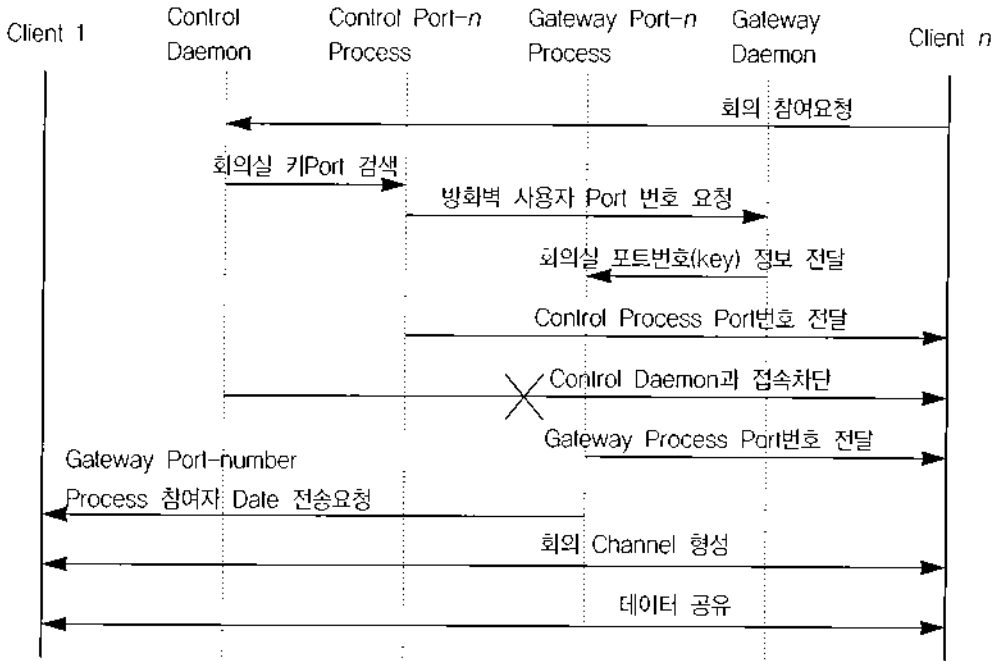 Client 1
Control
Daemon
Control Port-n
Process
Gateway Port-n
Process
Gateway
Daemon
Client n
회의 참여요청
회의실 키Port 검색
방화벽 사용자 Port 번호 요청
회의실 포트번호(key) 정보 전달
Control Process Port번호 전달
Control Daemon과 접속차단
Gateway Process Port번호 전달
Gateway Port-number
Process 참여자 Date 전송요청
회의 Channel 형성
데이터 공유